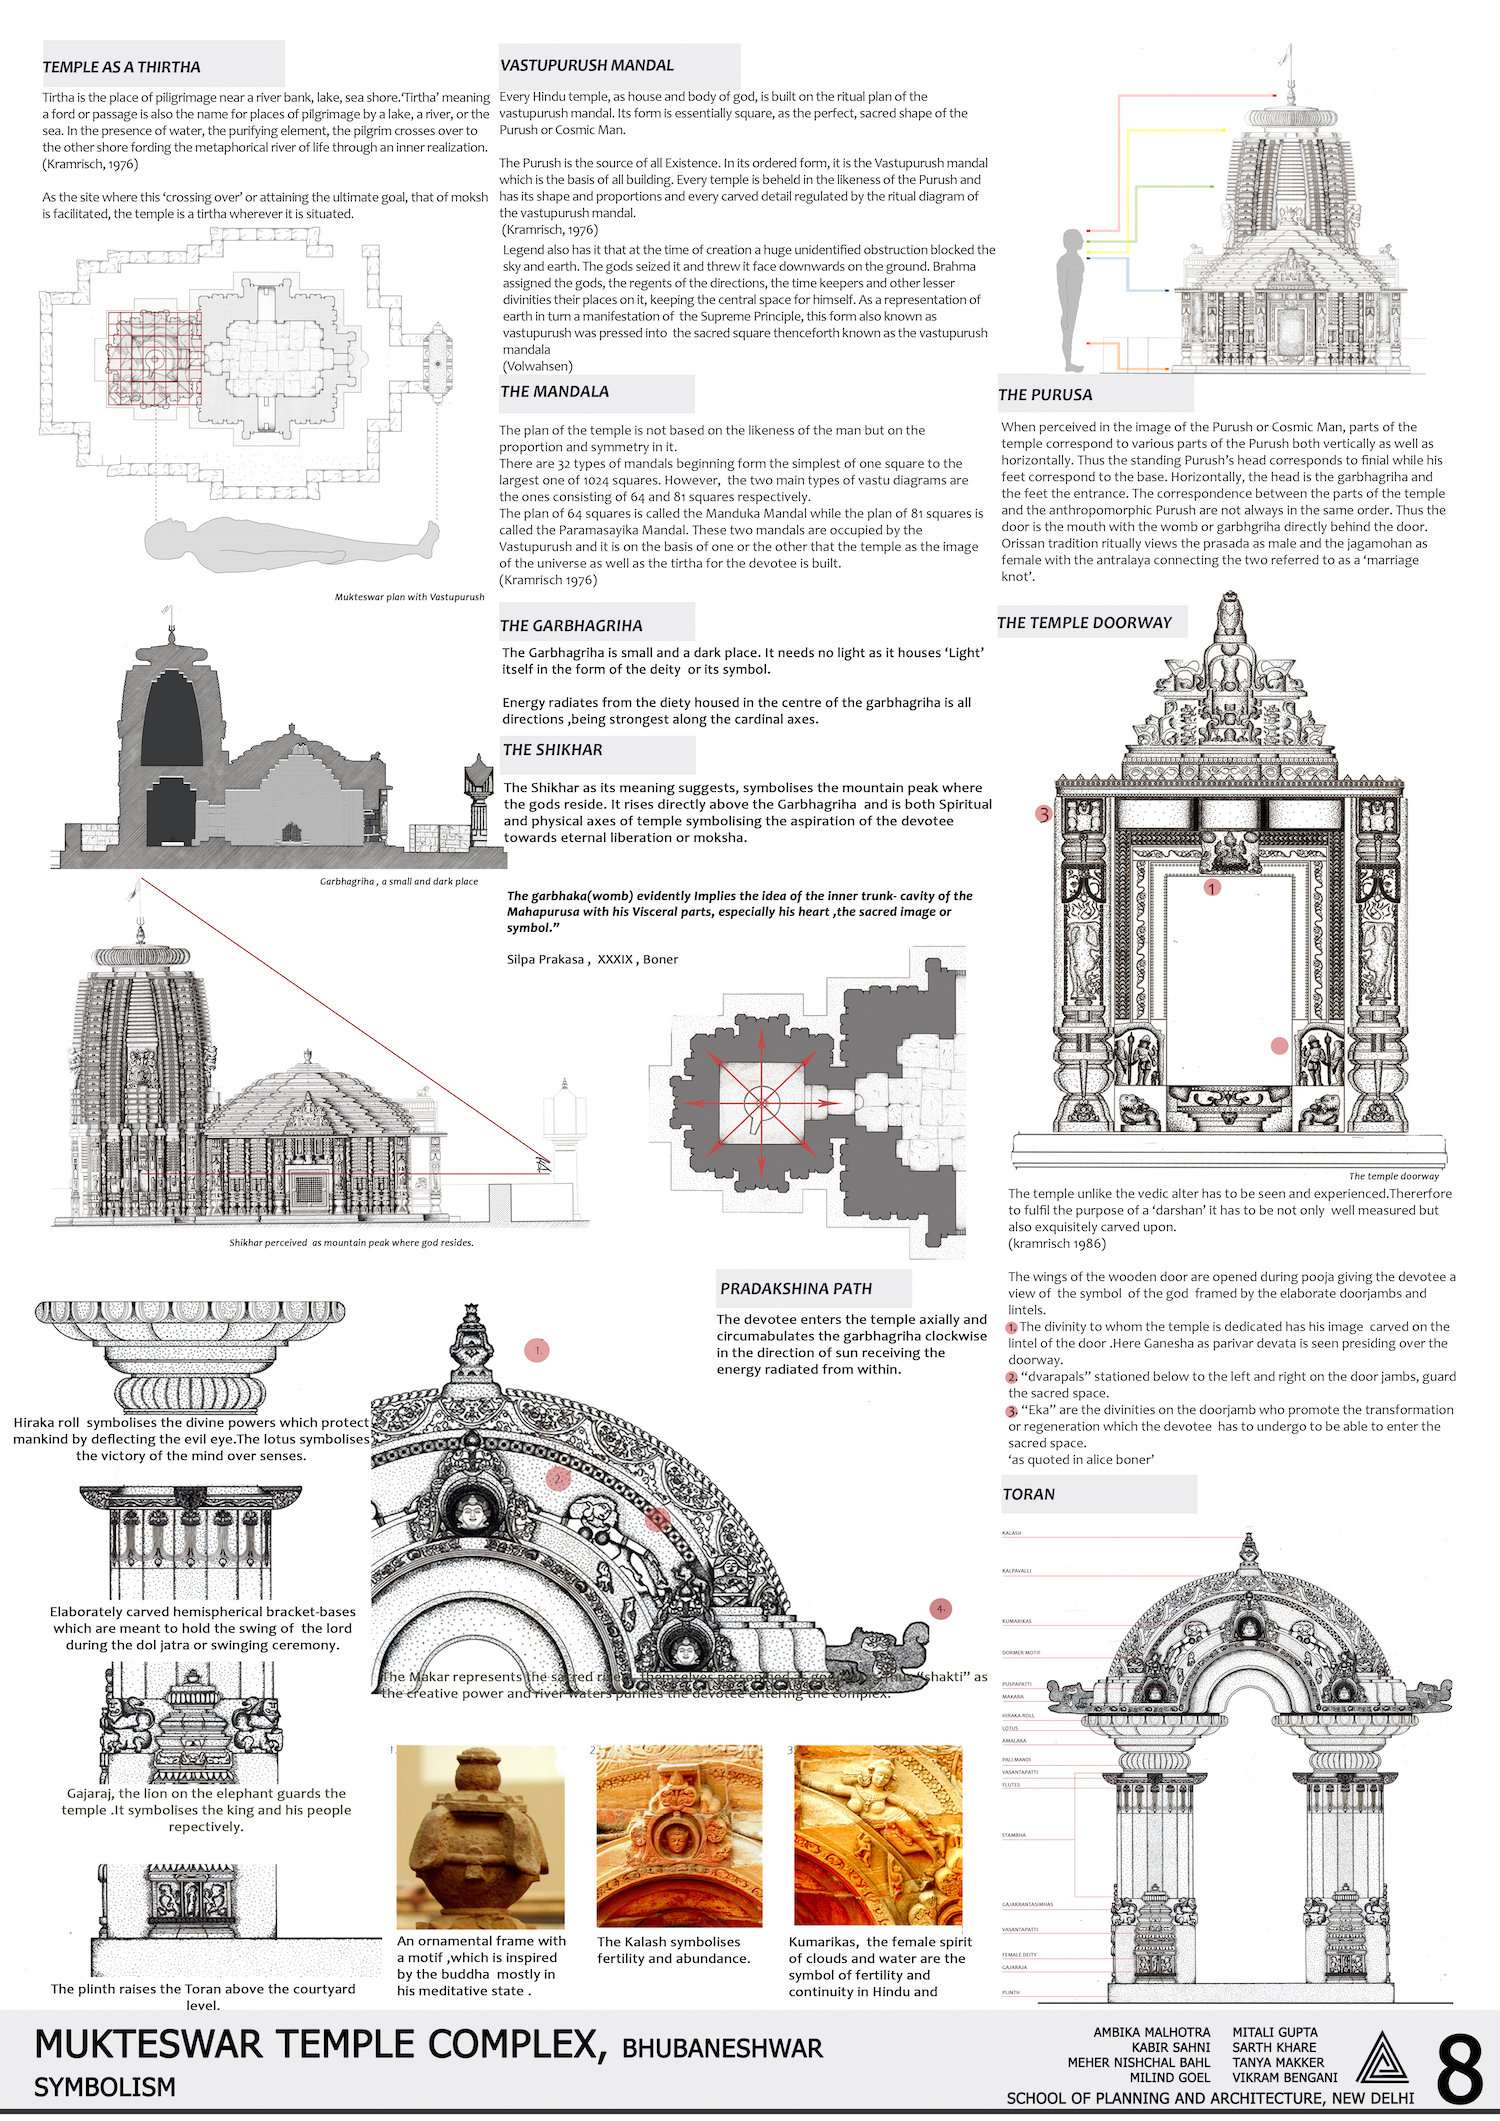 TEMPLE AS A THIRTHA
Tirtha is the place of piligrimage near a river bank, lake, sea shore.‘Tirtha’ meaning
a ford or passage is also the name for places of pilgrimage by a lake, a river, or the
sea. In the presence of water, the purifying element, the pilgrim crosses over to
the other shore fording the metaphorical river of life through an inner realization.
(Kramrisch, 1976)
As the site where this ‘crossing over’ or attaining the ultimate goal, that of moksh
is facilitated, the temple is a tirtha wherever it is situated.
Mukteswar plan with Vastupurush
Garbhagriha , a small and dark place
Shikhar perceived as mountain peak where god resides.
VASTUPURUSH MANDAL
Every Hindu temple, as house and body of god, is built on the ritual plan of the
vastupurush mandal. Its form is essentially square, as the perfect, sacred shape of the
Purush or Cosmic Man.
The Purush is the source of all Existence. In its ordered form, it is the Vastupurush mandal
which is the basis of all building. Every temple is beheld in the likeness of the Purush and
has its shape and proportions and every carved detail regulated by the ritual diagram of
the vastupurush mandal.
(Kramrisch, 1976)
Legend also has it that at the time of creation a huge unidentified obstruction blocked the
sky and earth. The gods seized it and threw it face downwards on the ground. Brahma
assigned the gods, the regents of the directions, the time keepers and other lesser
divinities their places on it, keeping the central space for himself. As a representation of
earth in turn a manifestation of the Supreme Principle, this form also known as
vastupurush was pressed into the sacred square thenceforth known as the vastupurush
mandala
(Volwahsen)
THE MANDALA
The plan of the temple is not based on the likeness of the man but on the
proportion and symmetry in it.
There are 32 types of mandals beginning form the simplest of one square to the
largest one of 1024 squares. However, the two main types of vastu diagrams are
the ones consisting of 64 and 81 squares respectively.
The plan of 64 squares is called the Manduka Mandal while the plan of 81 squares is
called the Paramasayika Mandal. These two mandals are occupied by the
Vastupurush and it is on the basis of one or the other that the temple as the image
of the universe as well as the tirtha for the devotee is built.
(Kramrisch 1976)
THE GARBHAGRIHA
The Garbhagriha is small and a dark place. It needs no light as it houses ‘Light’
itself in the form of the deity or its symbol.
Energy radiates from the diety housed in the centre of the garbhagriha is all
directions ,being strongest along the cardinal axes.
THE SHIKHAR
The Shikhar as its meaning suggests, symbolises the mountain peak where
the gods reside. It rises directly above the Garbhagriha and is both Spiritual
and physical axes of temple symbolising the aspiration of the devotee
towards eternal liberation or moksha.
The garbhaka(womb) evidently Implies the idea of the inner trunk- cavity of the
Mahapurusa with his Visceral parts, especially his heart ,the sacred image or
symbol.”
Silpa Prakasa , XXXIX , Boner
PRADAKSHINA PATH
The devotee enters the temple axially and
circumabulates the garbhagriha clockwise
in the direction of sun receiving the
energy radiated from within.
THE PURUSA
When perceived in the image of the Purush or Cosmic Man, parts of the
temple correspond to various parts of the Purush both vertically as well as
horizontally. Thus the standing Purush’s head corresponds to finial while his
feet correspond to the base. Horizontally, the head is the garbhagriha and
the feet the entrance. The correspondence between the parts of the temple
and the anthropomorphic Purush are not always in the same order. Thus the
door is the mouth with the womb or garbhgriha directly behind the door.
Orissan tradition ritually views the prasada as male and the jagamohan as
female with the antralaya connecting the two referred to as a ‘marriage
knot’.
THE TEMPLE DOORWAY
3
1
The temple doorway
The temple unlike the vedic alter has to be seen and experienced.Thererfore
to fulfil the purpose of a ‘darshan’ it has to be not only well measured but
also exquisitely carved upon.
(kramrisch 1986)
The wings of the wooden door are opened during pooja giving the devotee a
view of the symbol of the god framed by the elaborate doorjambs and
lintels.
1. The divinity to whom the temple is dedicated has his image carved on the
lintel of the door .Here Ganesha as parivar devata is seen presiding over the
doorway.
2. “dvarapals” stationed below to the left and right on the door jambs, guard
the sacred space.
3. “Eka” are the divinities on the doorjamb who promote the transformation
or regeneration which the devotee has to undergo to be able to enter the
sacred space.
‘as quoted in alice boner’
TORAN
KALASH
KALPAVALLI
KUMARIKAS
DORMER MOTIF
PUSPAPATTI
MAKARA
HIRAKA ROLL
LOTUS
AMALAKA
PALI MANDI
VASANTAPATTI
FLUTES
STAMBHA
GAJAKRANTASIMHAS
VASANTAPATTI
FEMALE DEITY
GAJARAJA
PLINTH
Hiraka roll symbolises the divine powers which protect
mankind by deflecting the evil eye.The lotus symbolises
the victory of the mind over senses.
Elaborately carved hemispherical bracket-bases
which are meant to hold the swing of the lord
during the dol jatra or swinging ceremony.
Gajaraj, the lion on the elephant guards the
temple .It symbolises the king and his people
repectively.
The plinth raises the Toran above the courtyard
level.
1.
2.
4.
The Makar represents the sacred rivers themselves personified as goddesses. Thus “shakti” as
the creative power and river waters purifies the devotee entering the complex.
1.
2.
3.
An ornamental frame with
a motif ,which is inspired
by the buddha mostly in
his meditative state .
The Kalash symbolises
fertility and abundance.
Kumarikas, the female spirit
of clouds and water are the
symbol of fertility and
continuity in Hindu and
MUKTESWAR TEMPLE COMPLEX, BHUBANESHWAR
SYMBOLISM
AMBIKA MALHOTRA MITALI GUPTA
KABIR SAHNI SARTH KHARE
MEHER NISHCHAL BAHL TANYA MAKKER
MILIND GOEL VIKRAM BENGANI
SCHOOL OF PLANNING AND ARCHITECTURE, NEW DELHI
8